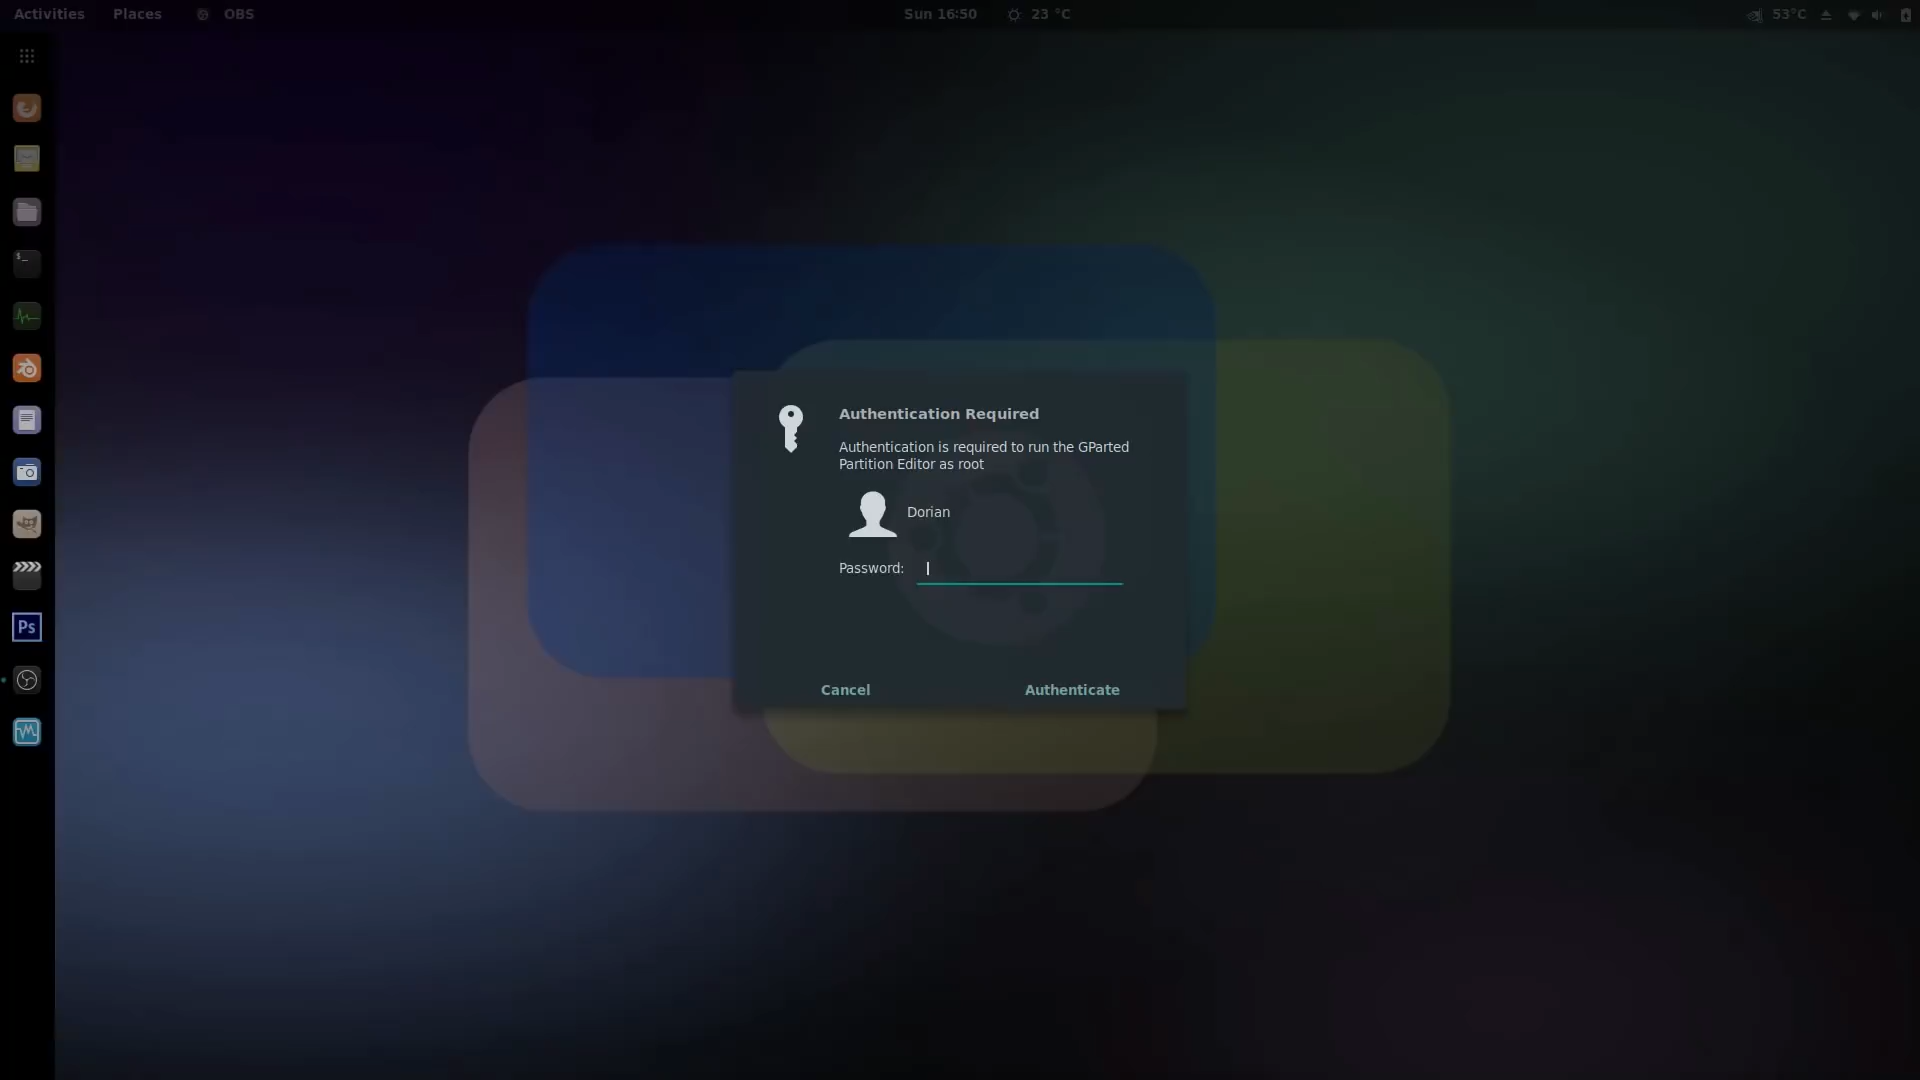 Activities Places OBS Sun 16:50 23 °C 53°C
$_
Authentication Required
Authentication is required to run the GParted
Partition Editor as root
Dorian
Password:
Ps
Cancel Authenticate